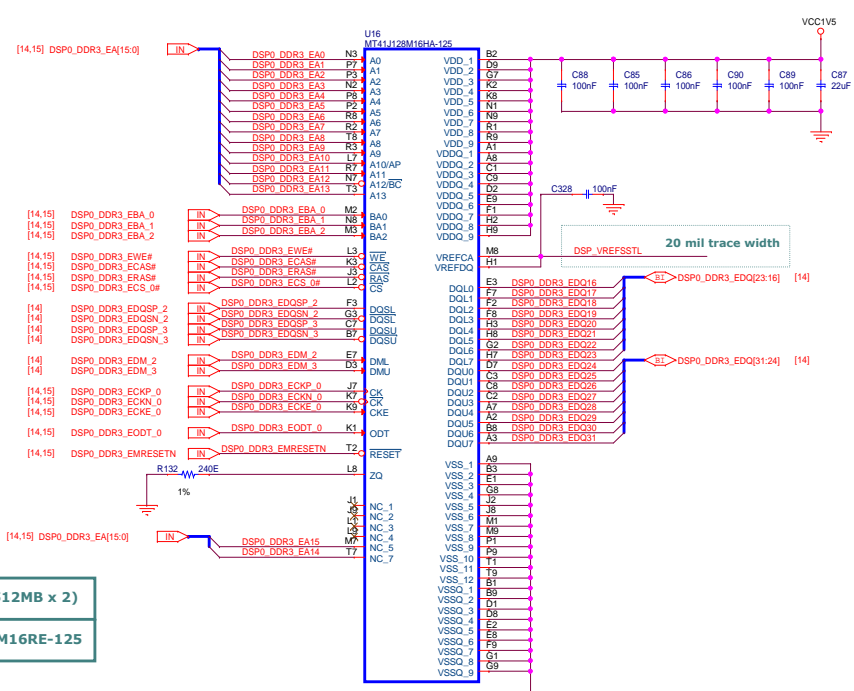 VCC1V5
U16
MT41J128M16HA-125
[14,15] DSP0_DDR3_EA[15:0] IN
DSP0_DDR3_EA0 N3 A0
DSP0_DDR3_EA1 P7 A1
DSP0_DDR3_EA2 P3 A2
DSP0_DDR3_EA3 N2 A3
DSP0_DDR3_EA4 P8 A4
DSP0_DDR3_EA5 P2 A5
DSP0_DDR3_EA6 R8 A6
DSP0_DDR3_EA7 R2 A7
DSP0_DDR3_EA8 T8 A8
DSP0_DDR3_EA9 R3 A9
DSP0_DDR3_EA10 L7 A10/AP
DSP0_DDR3_EA11 R7 A11
DSP0_DDR3_EA12 N7 A12/BC
DSP0_DDR3_EA13 T3 A13
[14,15] DSP0_DDR3_EBA_0 IN DSP0_DDR3_EBA_0 M2 BA0
[14,15] DSP0_DDR3_EBA_1 IN DSP0_DDR3_EBA_1 N8 BA1
[14,15] DSP0_DDR3_EBA_2 IN DSP0_DDR3_EBA_2 M3 BA2
[14,15] DSP0_DDR3_EWE# IN DSP0_DDR3_EWE# L3 WE
[14,15] DSP0_DDR3_ECAS# IN DSP0_DDR3_ECAS# K3 CAS
[14,15] DSP0_DDR3_ERAS# IN DSP0_DDR3_ERAS# J3 RAS
[14,15] DSP0_DDR3_ECS_0# IN DSP0_DDR3_ECS_0# L2 CS
[14] DSP0_DDR3_EDQSP_2 IN DSP0_DDR3_EDQSP_2 F3 DQSL
[14] DSP0_DDR3_EDQSN_2 IN DSP0_DDR3_EDQSN_2 G3 DQSL
[14] DSP0_DDR3_EDQSP_3 IN DSP0_DDR3_EDQSP_3 C7 DQSU
[14] DSP0_DDR3_EDQSN_3 IN DSP0_DDR3_EDQSN_3 B7 DQSU
[14] DSP0_DDR3_EDM_2 IN DSP0_DDR3_EDM_2 E7 DML
[14] DSP0_DDR3_EDM_3 IN DSP0_DDR3_EDM_3 D3 DMU
[14,15] DSP0_DDR3_ECKP_0 IN DSP0_DDR3_ECKP_0 J7 CK
[14,15] DSP0_DDR3_ECKN_0 IN DSP0_DDR3_ECKN_0 K7 CK
[14,15] DSP0_DDR3_ECKE_0 IN DSP0_DDR3_ECKE_0 K9 CKE
[14,15] DSP0_DDR3_EODT_0 IN DSP0_DDR3_EODT_0 K1 ODT
[14,15] DSP0_DDR3_EMRESETN IN DSP0_DDR3_EMRESETN T2 RESET
R132 240E L8 ZQ
1%
J1 NC_1
J9 NC_2
L1 NC_3
L9 NC_4
[14,15] DSP0_DDR3_EA[15:0] IN
DSP0_DDR3_EA15 M7 NC_5
DSP0_DDR3_EA14 T7 NC_7
VDD_1 B2
VDD_2 D9
VDD_3 G7
VDD_4 K2
VDD_5 K8
VDD_6 N1
VDD_7 N9
VDD_8 R1
VDD_9 R9
VDDQ_1 A1
VDDQ_2 A8
VDDQ_3 C1
VDDQ_4 C9
VDDQ_5 D2
VDDQ_6 E9
VDDQ_7 F1
VDDQ_8 H2
VDDQ_9 H9
C88 100nF
C85 100nF
C86 100nF
C90 100nF
C89 100nF
C87 22uF
C328 100nF
20 mil trace width
VREFCA M8 DSP_VREFSSTL
VREFDQ H1
DQL0 E3 DSP0_DDR3_EDQ16 BI DSP0_DDR3_EDQ[23:16] [14]
DQL1 F7 DSP0_DDR3_EDQ17
DQL2 F2 DSP0_DDR3_EDQ18
DQL3 F8 DSP0_DDR3_EDQ19
DQL4 H3 DSP0_DDR3_EDQ20
DQL5 H8 DSP0_DDR3_EDQ21
DQL6 G2 DSP0_DDR3_EDQ22
DQL7 H7 DSP0_DDR3_EDQ23
DQU0 D7 DSP0_DDR3_EDQ24 BI DSP0_DDR3_EDQ[31:24] [14]
DQU1 C3 DSP0_DDR3_EDQ25
DQU2 C8 DSP0_DDR3_EDQ26
DQU3 C2 DSP0_DDR3_EDQ27
DQU4 A7 DSP0_DDR3_EDQ28
DQU5 A2 DSP0_DDR3_EDQ29
DQU6 B8 DSP0_DDR3_EDQ30
DQU7 A3 DSP0_DDR3_EDQ31
VSS_1 A9
VSS_2 B3
VSS_3 E1
VSS_4 G8
VSS_5 J2
VSS_6 J8
VSS_7 M1
VSS_8 M9
VSS_9 P1
VSS_10 P9
VSS_11 T1
VSS_12 T9
VSSQ_1 B1
VSSQ_2 B9
VSSQ_3 D1
VSSQ_4 D8
VSSQ_5 E2
VSSQ_6 E8
VSSQ_7 F9
VSSQ_8 G1
VSSQ_9 G9
12MB x 2)
M16RE-125